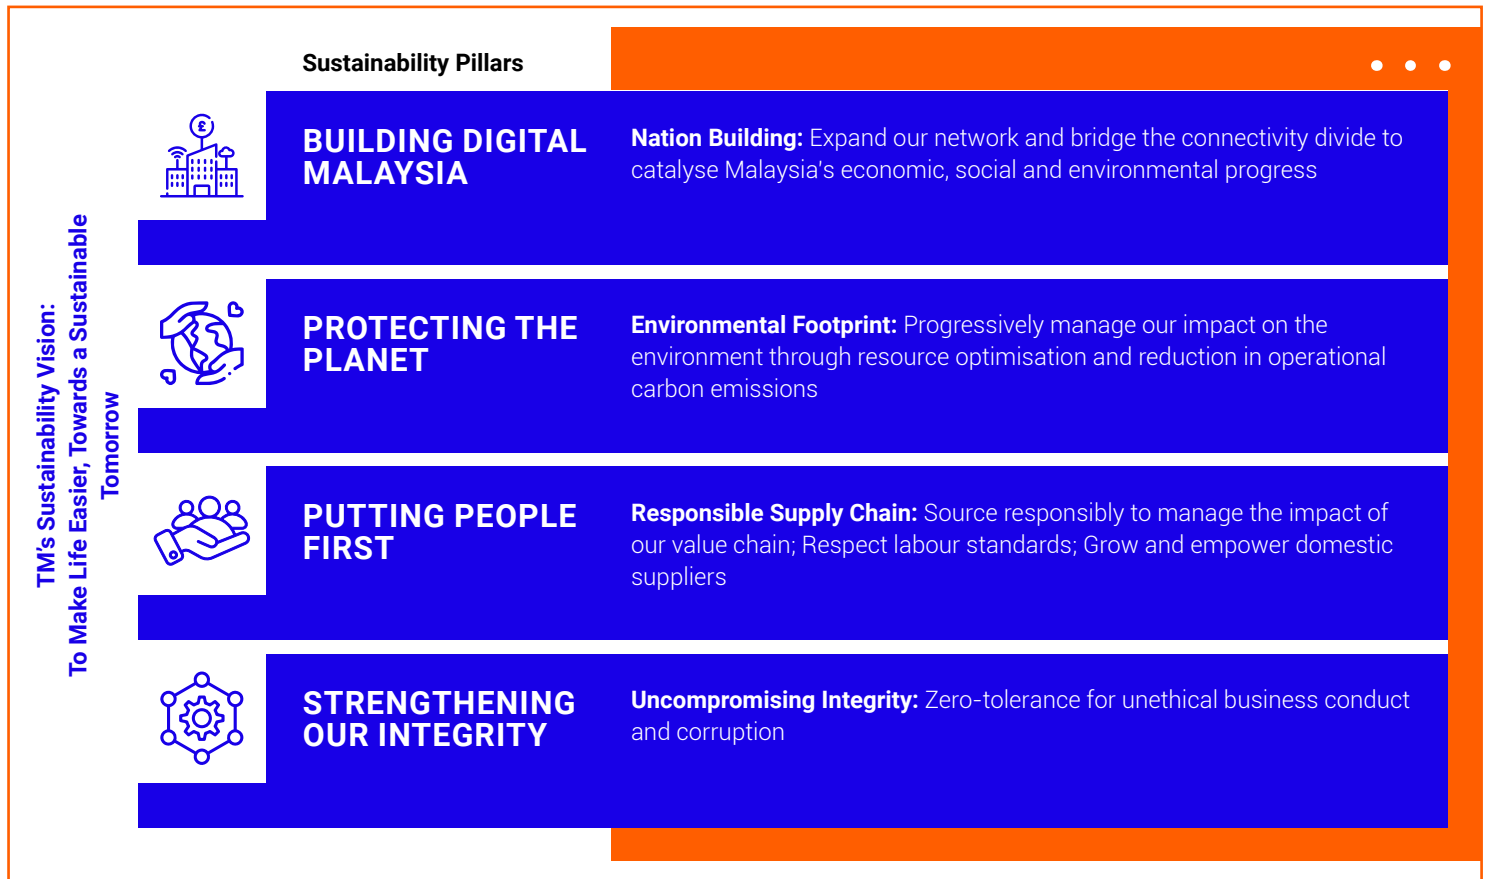 Sustainability Pillars
TM's Sustainability Vision:
To Make Life Easier, Towards a Sustainable
Tomorrow
£
BUILDING DIGITAL
MALAYSIA
Nation Building: Expand our network and bridge the connectivity divide to
catalyse Malaysia's economic, social and environmental progress
PROTECTING THE
PLANET
Environmental Footprint: Progressively manage our impact on the
environment through resource optimisation and reduction in operational
carbon emissions
PUTTING PEOPLE
FIRST
Responsible Supply Chain: Source responsibly to manage the impact of
our value chain; Respect labour standards; Grow and empower domestic
suppliers
STRENGTHENING
OUR INTEGRITY
Uncompromising Integrity: Zero-tolerance for unethical business conduct
and corruption